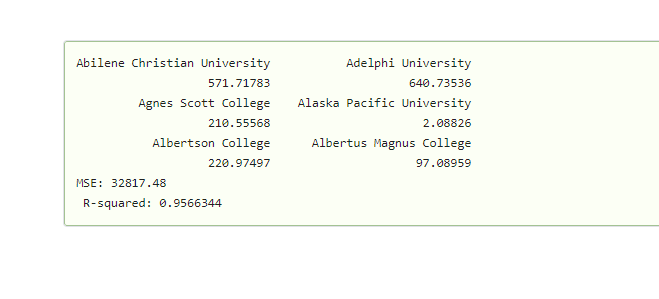 Abilene Christian University Adelphi University
571.71783 640.73536
Agnes Scott College Alaska Pacific University
210.55568 2.08826
Albertson College Albertus Magnus College
220.97497 97.08959
MSE: 32817.48
R-squared: 0.9566344